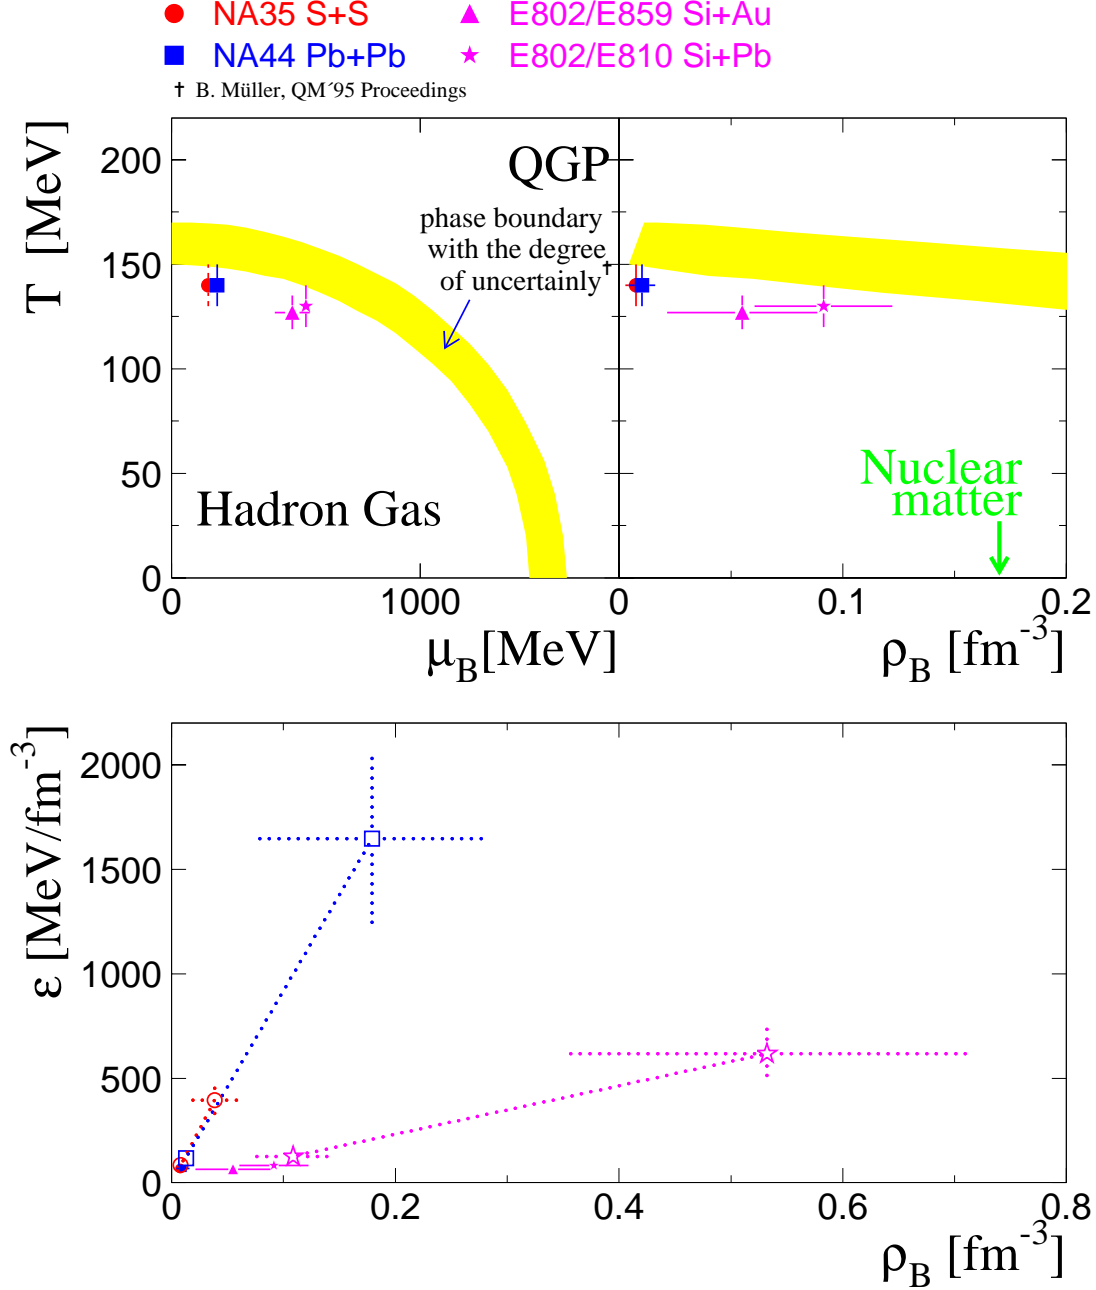 NA35 S+S
E802/E859 Si+Au
NA44 Pb+Pb
E802/E810 Si+Pb
† B. Müller, QM´95 Proceedings
T [MeV]
200
150
100
50
0
QGP
phase boundary
with the degree
of uncertainly†
Hadron Gas
Nuclear
matter
0
1000
0
0.1
0.2
μB[MeV]
ρB [fm-3]
ε [MeV/fm-3]
2000
1500
1000
500
0
0
0.2
0.4
0.6
0.8
ρB [fm-3]